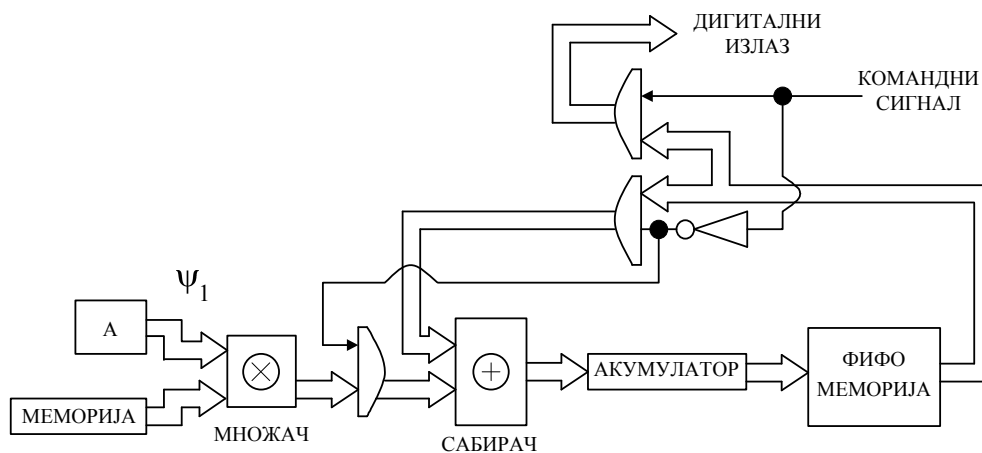 ДИГИТАЛНИ
ИЗЛАЗ
КОМАНДНИ
СИГНАЛ
Ψ1
А
МЕМОРИЈА
МНОЖАЧ
САБИРАЧ
АКУМУЛАТОР
ФИФО
МЕМОРИЈА